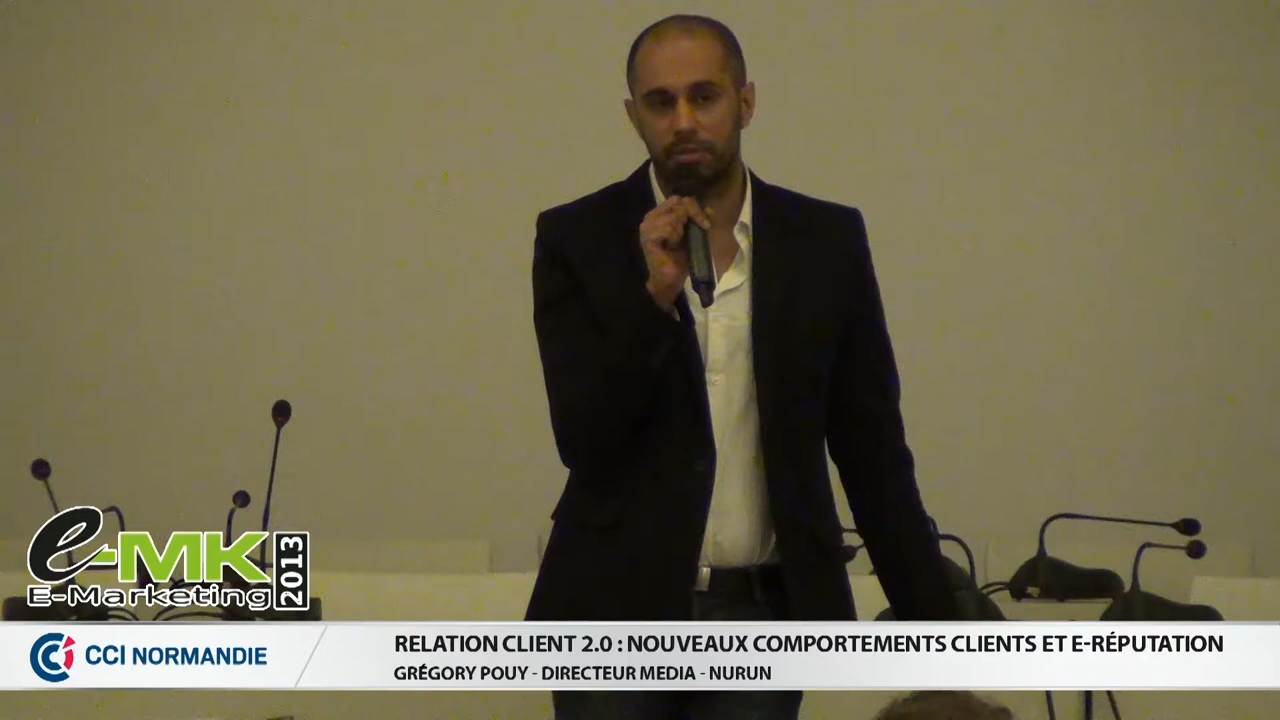 e-MK
E-Marketing
2013
CCI NORMANDIE
RELATION CLIENT 2.0 : NOUVEAUX COMPORTEMENTS CLIENTS ET E-RÉPUTATION
GRÉGORY POUY - DIRECTEUR MEDIA - NURUN